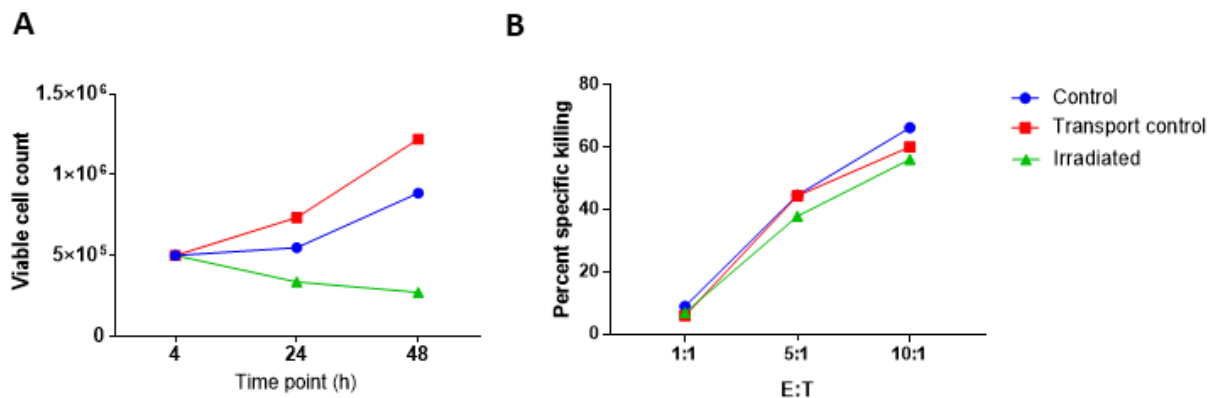 A
B
Viable cell count
1.5×10⁶
1×10⁶
5×10⁵
0
4
24
48
Time point (h)
Percent specific killing
80
60
40
20
0
1:1
5:1
10:1
E:T
Control
Transport control
Irradiated